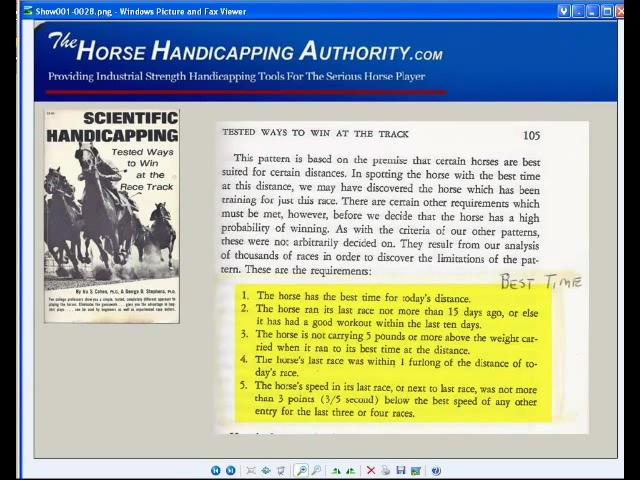 Show001-0028.png - Windows Picture and Fax Viewer
The HORSE HANDICAPPING AUTHORITY.COM
Providing Industrial Strength Handicapping Tools For The Serious Horse Player
SCIENTIFIC
HANDICAPPING
Tested Ways
to Win
at the
Race Track
By Ira S. Cohen, Ph.D., & George D. Stephens, Ph.D.
TESTED WAYS TO WIN AT THE TRACK 105
This pattern is based on the premise that certain horses are best
suited for certain distances. In spotting the horse with the best time
at this distance, we may have discovered the horse which has been
training for just this race. There are certain other requirements which
must be met, however, before we decide that the horse has a high
probability of winning. As with the criteria of our other patterns,
these were not arbitrarily decided on. They result from our analysis
of thousands of races in order to discover the limitations of the pat-
tern. These are the requirements:
BEST TIME
1. The horse has the best time for today's distance.
2. The horse ran its last race not more than 15 days ago, or else
it has had a good workout within the last ten days.
3. The horse is not carrying 5 pounds or more above the weight car-
ried when it ran to its best time at the distance.
4. The horse's last race was within 1 furlong of the distance of to-
day's race.
5. The horse's speed in its last race, or next to last race, was not more
than 3 points (3/5 second) below the best speed of any other
entry for the last three or four races.